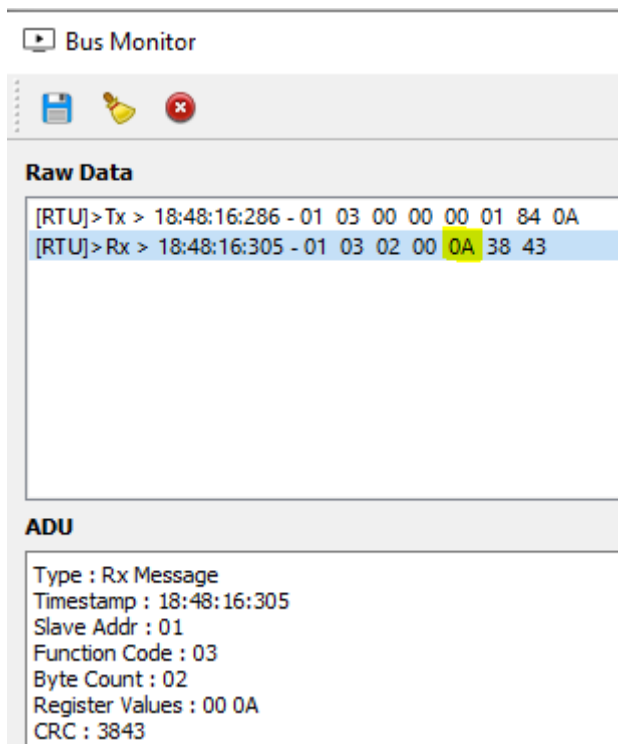 Bus Monitor
Raw Data
[RTU]>Tx > 18:48:16:286 - 01 03 00 00 00 01 84 0A
[RTU]>Rx > 18:48:16:305 - 01 03 02 00 0A 38 43
ADU
Type : Rx Message
Timestamp : 18:48:16:305
Slave Addr : 01
Function Code : 03
Byte Count : 02
Register Values : 00 0A
CRC : 3843